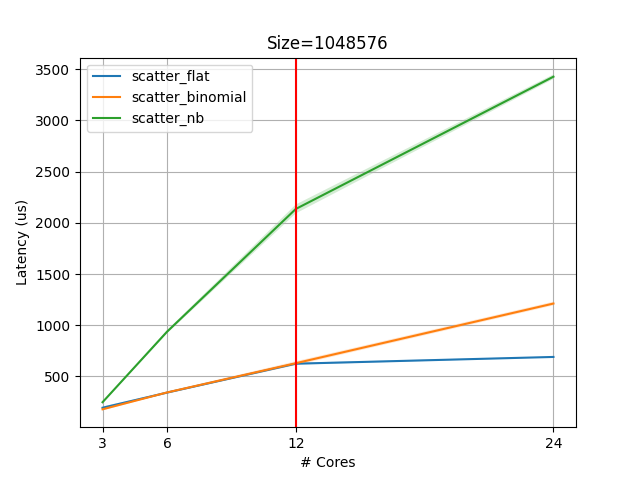 Size=1048576
scatter_flat
scatter_binomial
scatter_nb
3500
3000
2500
2000
1500
1000
500
Latency (us)
3 6 12 24
# Cores